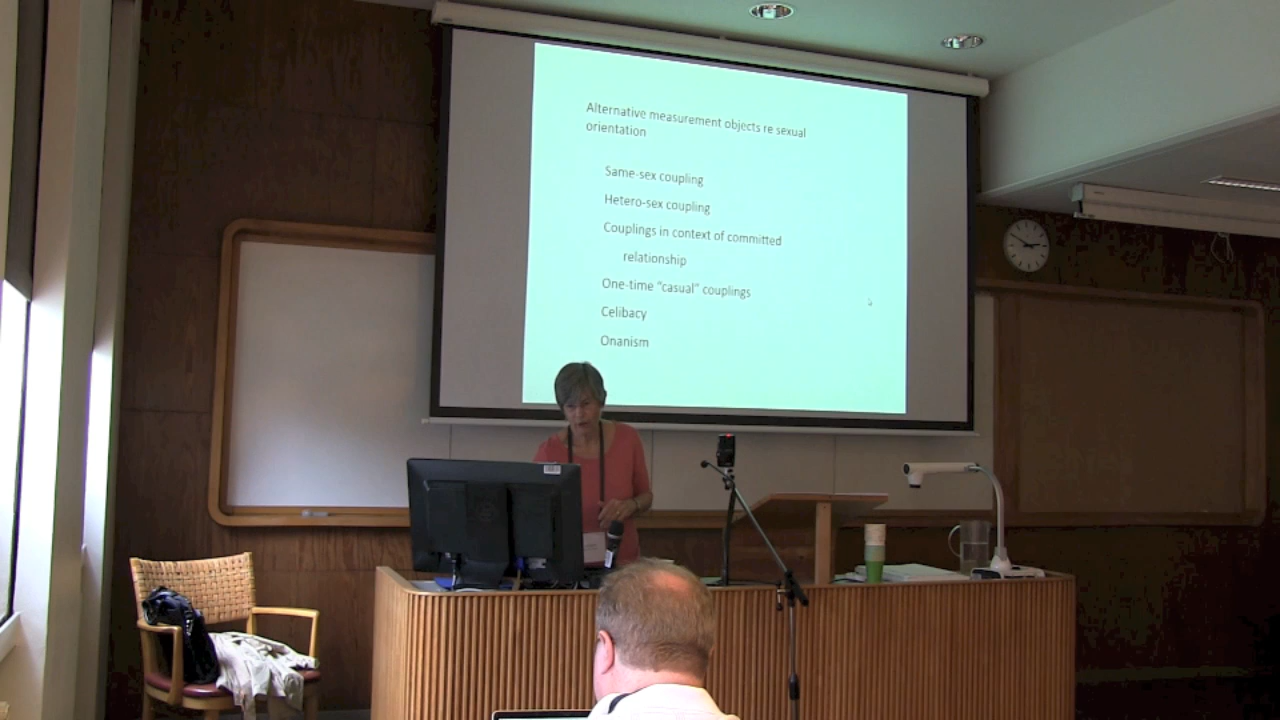 Alternative measurement objects re sexual
orientation
Same-sex coupling
Hetero-sex coupling
Couplings in context of committed
relationship
One-time "casual" couplings
Celibacy
Onanism